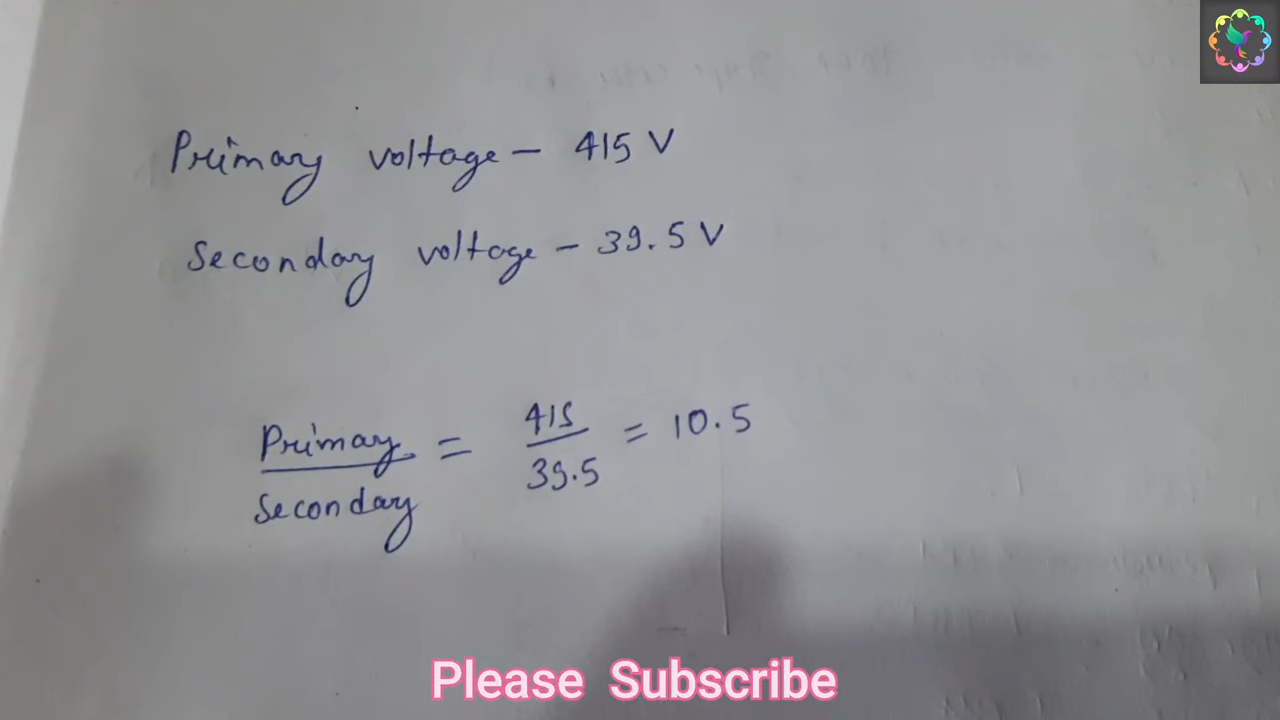 Primary voltage - 415 V
Secondary voltage - 39.5 V
Primary/Secondary = 415/39.5 = 10.5
Please Subscribe